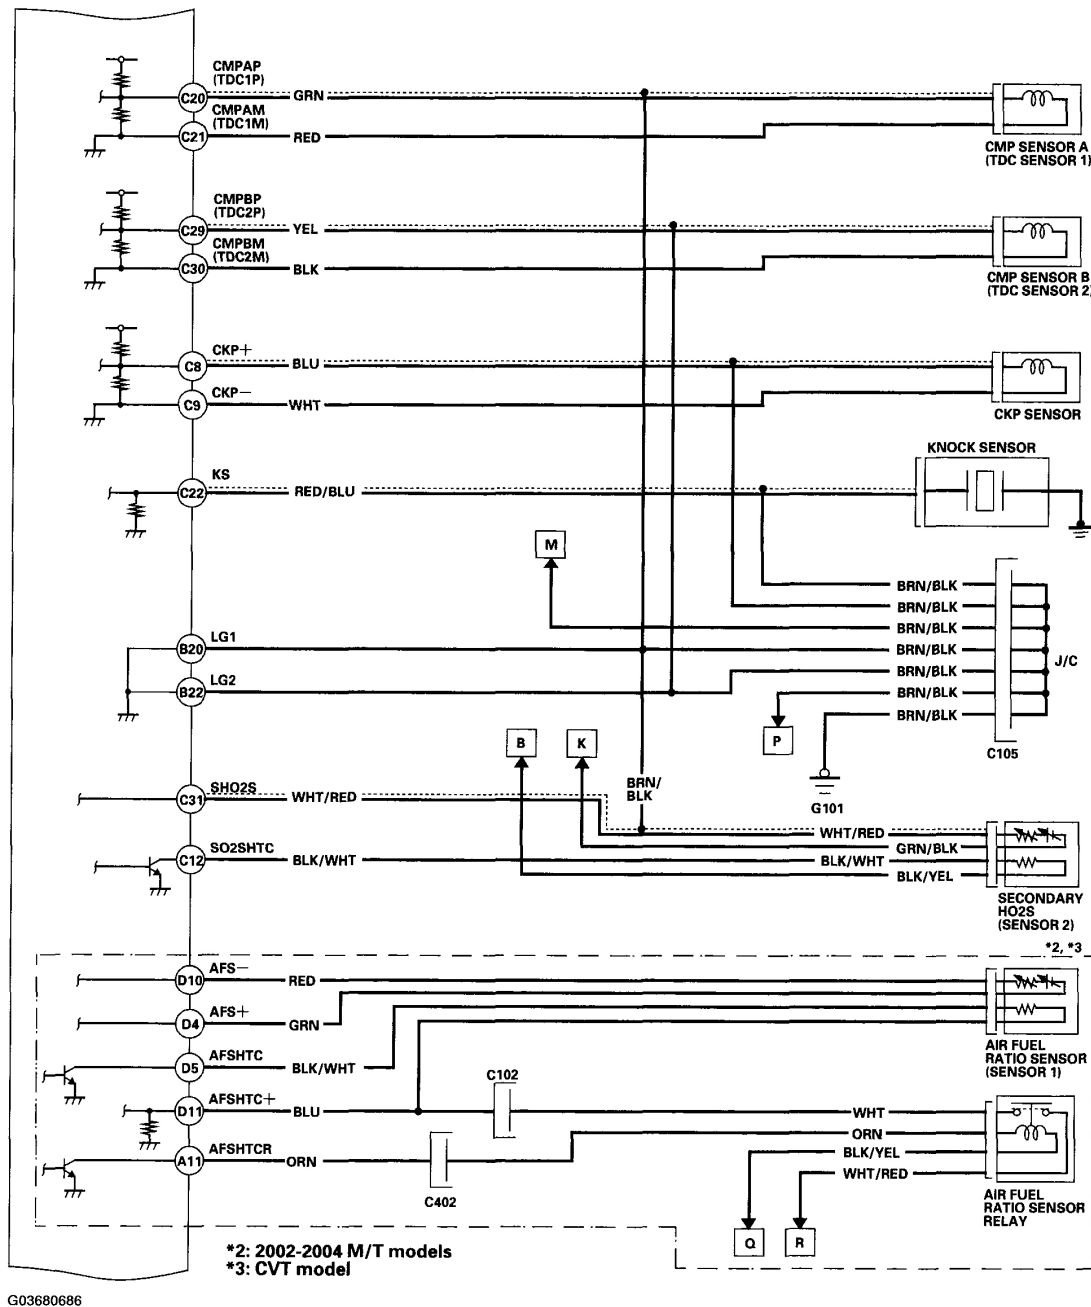 CMPAP
(TDC1P)
C20
GRN
CMPAM
(TDC1M)
C21
RED
CMP SENSOR A
(TDC SENSOR 1)
CMPBP
(TDC2P)
C29
YEL
CMPBM
(TDC2M)
C30
BLK
CMP SENSOR B
(TDC SENSOR 2)
CKP+
C8
BLU
CKP−
C9
WHT
CKP SENSOR
KNOCK SENSOR
KS
C22
RED/BLU
M
BRN/BLK
BRN/BLK
BRN/BLK
LG1
B20
BRN/BLK
J/C
LG2
B22
BRN/BLK
BRN/BLK
BRN/BLK
P
C105
G101
B
K
BRN/
BLK
SHO2S
C31
WHT/RED
WHT/RED
GRN/BLK
SO2SHTC
C12
BLK/WHT
BLK/WHT
BLK/YEL
SECONDARY
HO2S
(SENSOR 2)
*2, *3
AFS−
D10
RED
AFS+
D4
GRN
AFSHTC
D5
BLK/WHT
AIR FUEL
RATIO SENSOR
(SENSOR 1)
AFSHTC+
D11
BLU
C102
WHT
AFSHTCR
A11
ORN
C402
ORN
BLK/YEL
WHT/RED
AIR FUEL
RATIO SENSOR
RELAY
Q
R
*2: 2002-2004 M/T models
*3: CVT model
G03680686